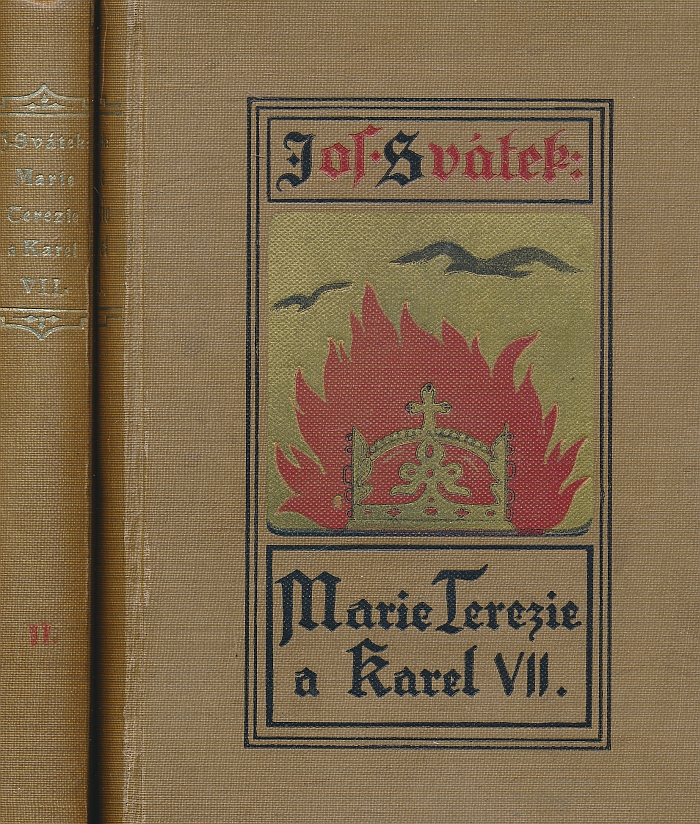 J. Svátek:
Marie
Terezie
a Karel
VII.
II.
Jos. Svátek:
Marie Terezie
a Karel VII.